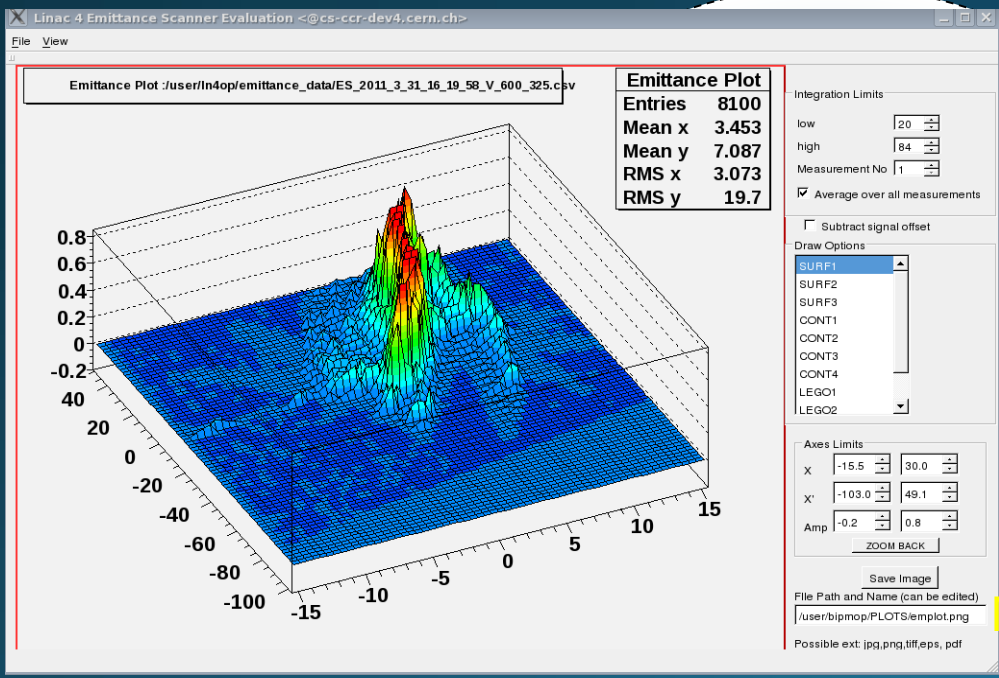 Linac 4 Emittance Scanner Evaluation <@cs-ccr-dev4.cern.ch>
File View
Emittance Plot :/user/ln4op/emittance_data/ES_2011_3_31_16_19_58_V_600_325.csv
Emittance Plot
Entries 8100
Mean x 3.453
Mean y 7.087
RMS x 3.073
RMS y 19.7
0.8
0.6
0.4
0.2
0
-0.2
40
20
0
-20
-40
-60
-80
-100
-15
-10
-5
0
5
10
15
Integration Limits
low 20
high 84
Measurement No 1
Average over all measurements
Subtract signal offset
Draw Options
SURF1
SURF2
SURF3
CONT1
CONT2
CONT3
CONT4
LEGO1
LEGO2
Axes Limits
X -15.5 30.0
X' -103.0 49.1
Amp -0.2 0.8
ZOOM BACK
Save Image
File Path and Name (can be edited)
/user/bipmop/PLOTS/emplot.png
Possible ext: jpg,png,tiff,eps, pdf